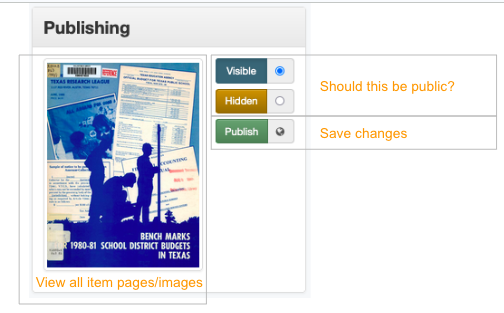 Publishing
TEXAS RESEARCH LEAGUE
REFERENCE
Visible
Hidden
Should this be public?
Publish
Save changes
BENCH MARKS
1980-81 SCHOOL DISTRICT BUDGETS
IN TEXAS
View all item pages/images